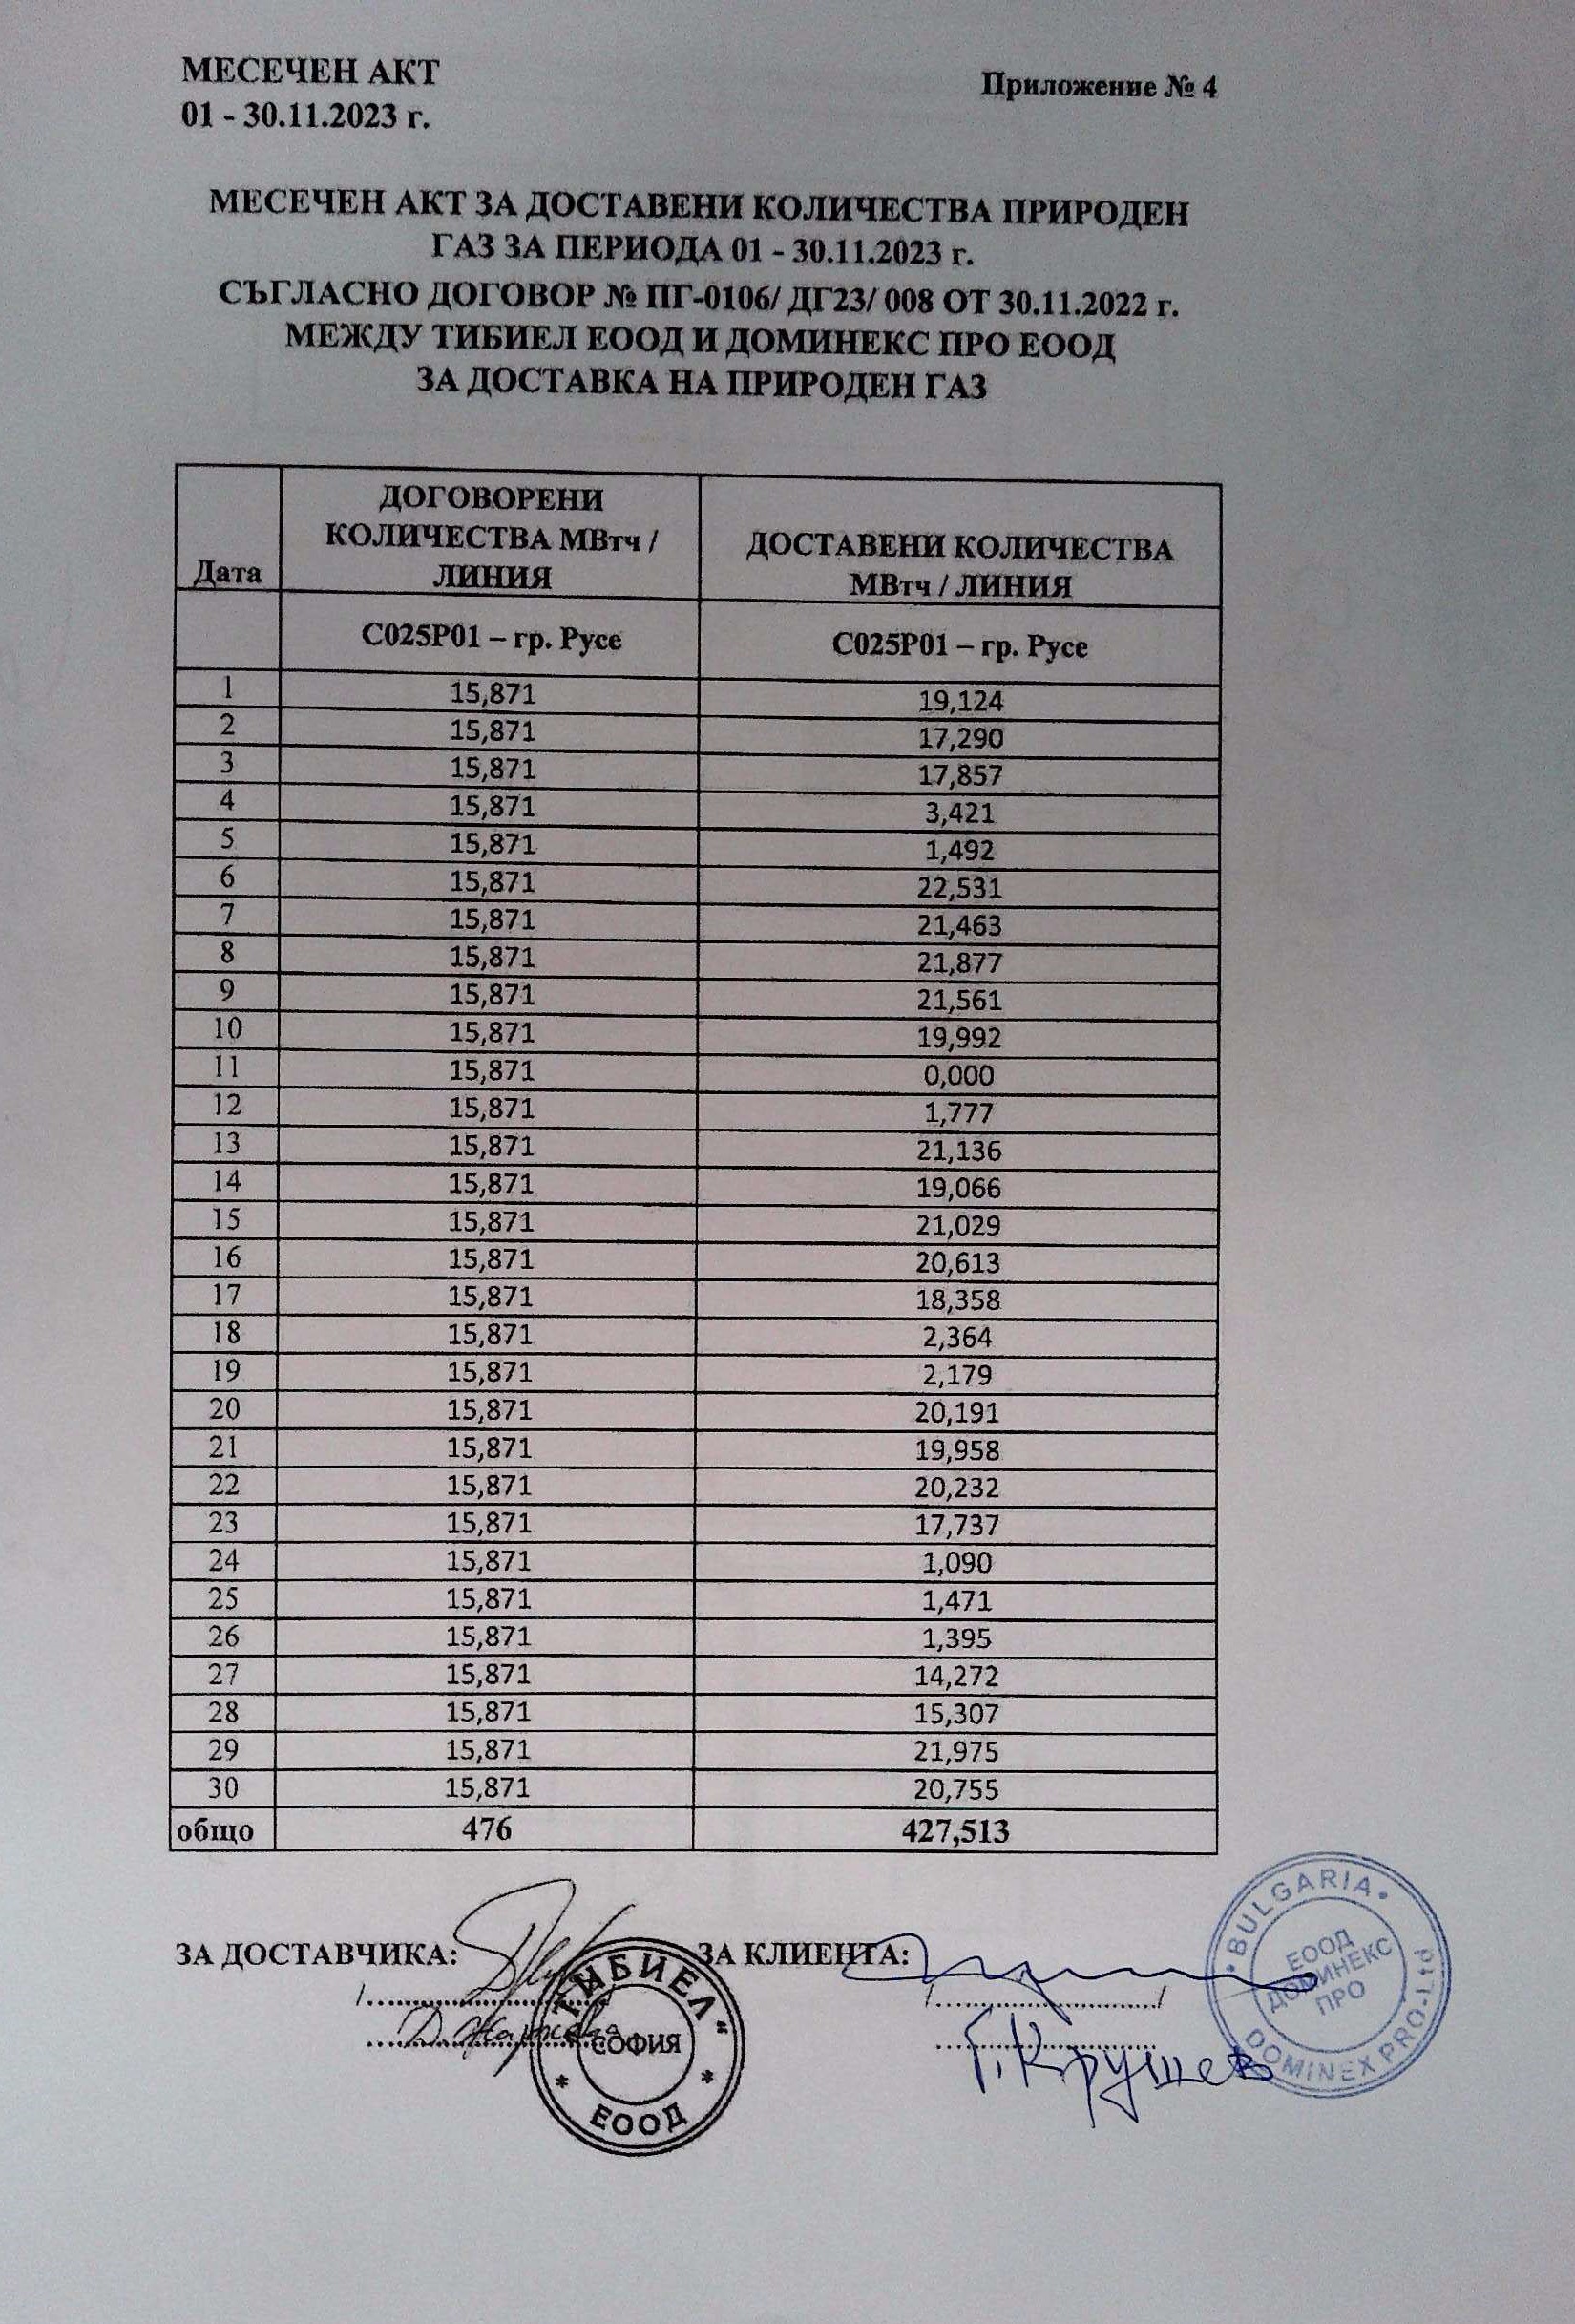 МЕСЕЧЕН АКТ
Приложение № 4
01 - 30.11.2023 г.
МЕСЕЧЕН АКТ ЗА ДОСТАВЕНИ КОЛИЧЕСТВА ПРИРОДЕН
ГАЗ ЗА ПЕРИОДА 01 - 30.11.2023 г.
СЪГЛАСНО ДОГОВОР № ПГ-0106/ ДГ23/ 008 ОТ 30.11.2022 г.
МЕЖДУ ТИБИЕЛ ЕООД И ДОМИНЕКС ПРО ЕООД
ЗА ДОСТАВКА НА ПРИРОДЕН ГАЗ
Дата
ДОГОВОРЕНИ
КОЛИЧЕСТВА МВтч /
ЛИНИЯ
ДОСТАВЕНИ КОЛИЧЕСТВА
МВтч / ЛИНИЯ
C025P01 – гр. Русе C025P01 – гр. Русе
1 15,871 19,124
2 15,871 17,290
3 15,871 17,857
4 15,871 3,421
5 15,871 1,492
6 15,871 22,531
7 15,871 21,463
8 15,871 21,877
9 15,871 21,561
10 15,871 19,992
11 15,871 0,000
12 15,871 1,777
13 15,871 21,136
14 15,871 19,066
15 15,871 21,029
16 15,871 20,613
17 15,871 18,358
18 15,871 2,364
19 15,871 2,179
20 15,871 20,191
21 15,871 19,958
22 15,871 20,232
23 15,871 17,737
24 15,871 1,090
25 15,871 1,471
26 15,871 1,395
27 15,871 14,272
28 15,871 15,307
29 15,871 21,975
30 15,871 20,755
общо 476 427,513
ЗА ДОСТАВЧИКА: ЗА КЛИЕНТА:
"ТИБИЕЛ"
СОФИЯ
ЕООД
Г. Крушев
BULGARIA
ЕООД
ДОМИНЕКС
ПРО
DOMINEX PRO-Ltd